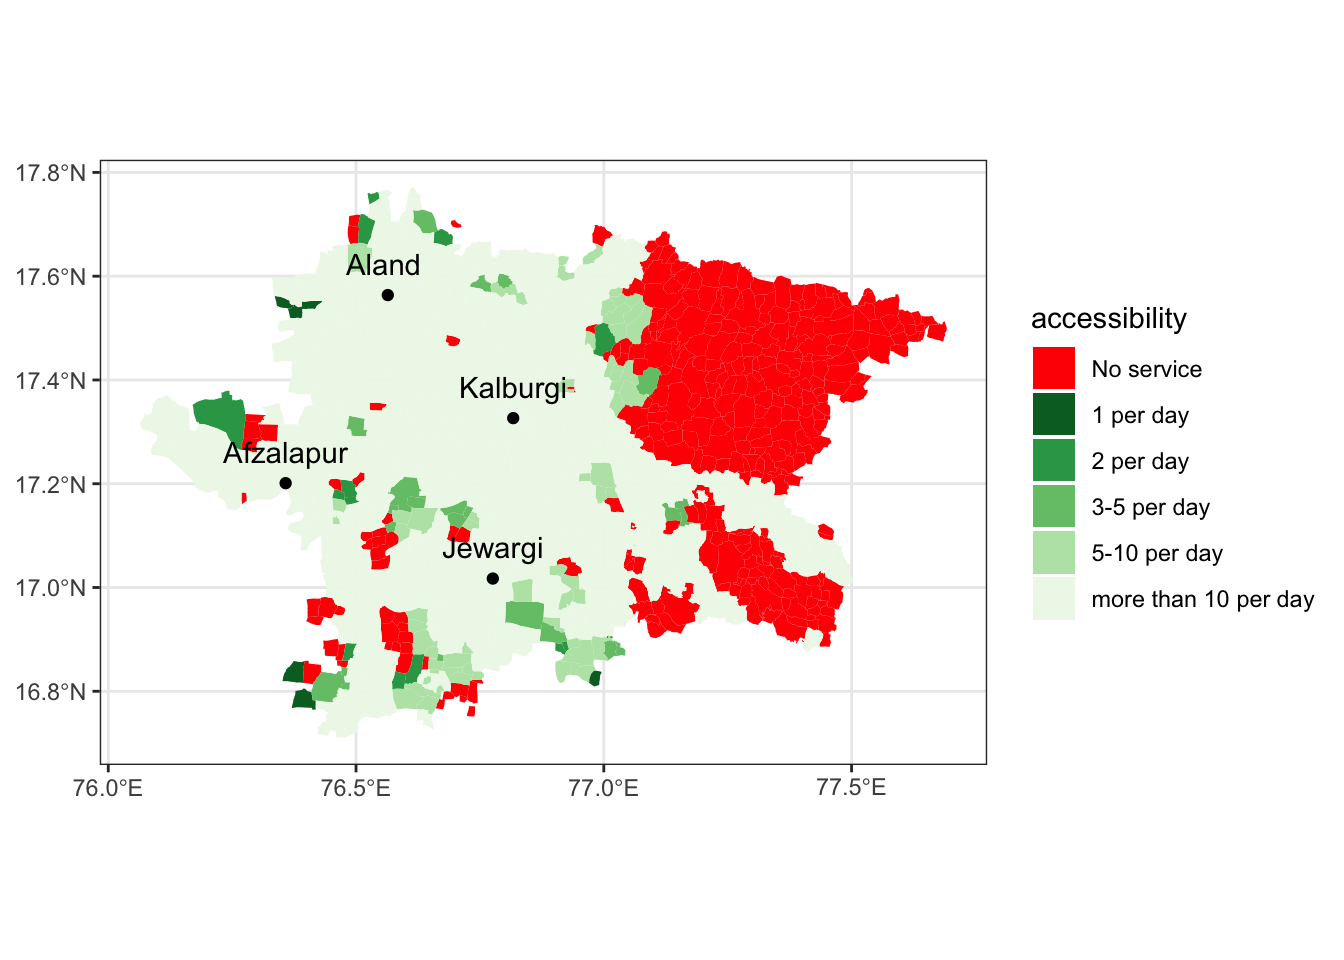 17.8°N
17.6°N
17.4°N
17.2°N
17.0°N
16.8°N
76.0°E
76.5°E
77.0°E
77.5°E
Aland
Kalburgi
Afzalapur
Jewargi
accessibility
No service
1 per day
2 per day
3-5 per day
5-10 per day
more than 10 per day